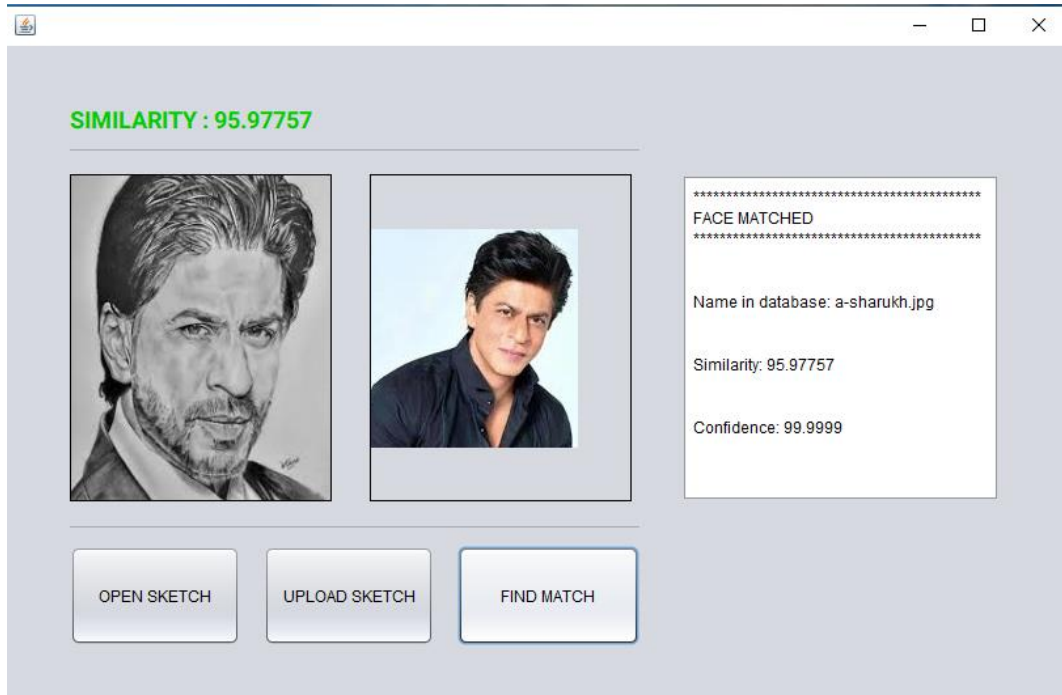 SIMILARITY : 95.97757
********************************************
FACE MATCHED
********************************************
Name in database: a-sharukh.jpg
Similarity: 95.97757
Confidence: 99.9999
OPEN SKETCH
UPLOAD SKETCH
FIND MATCH